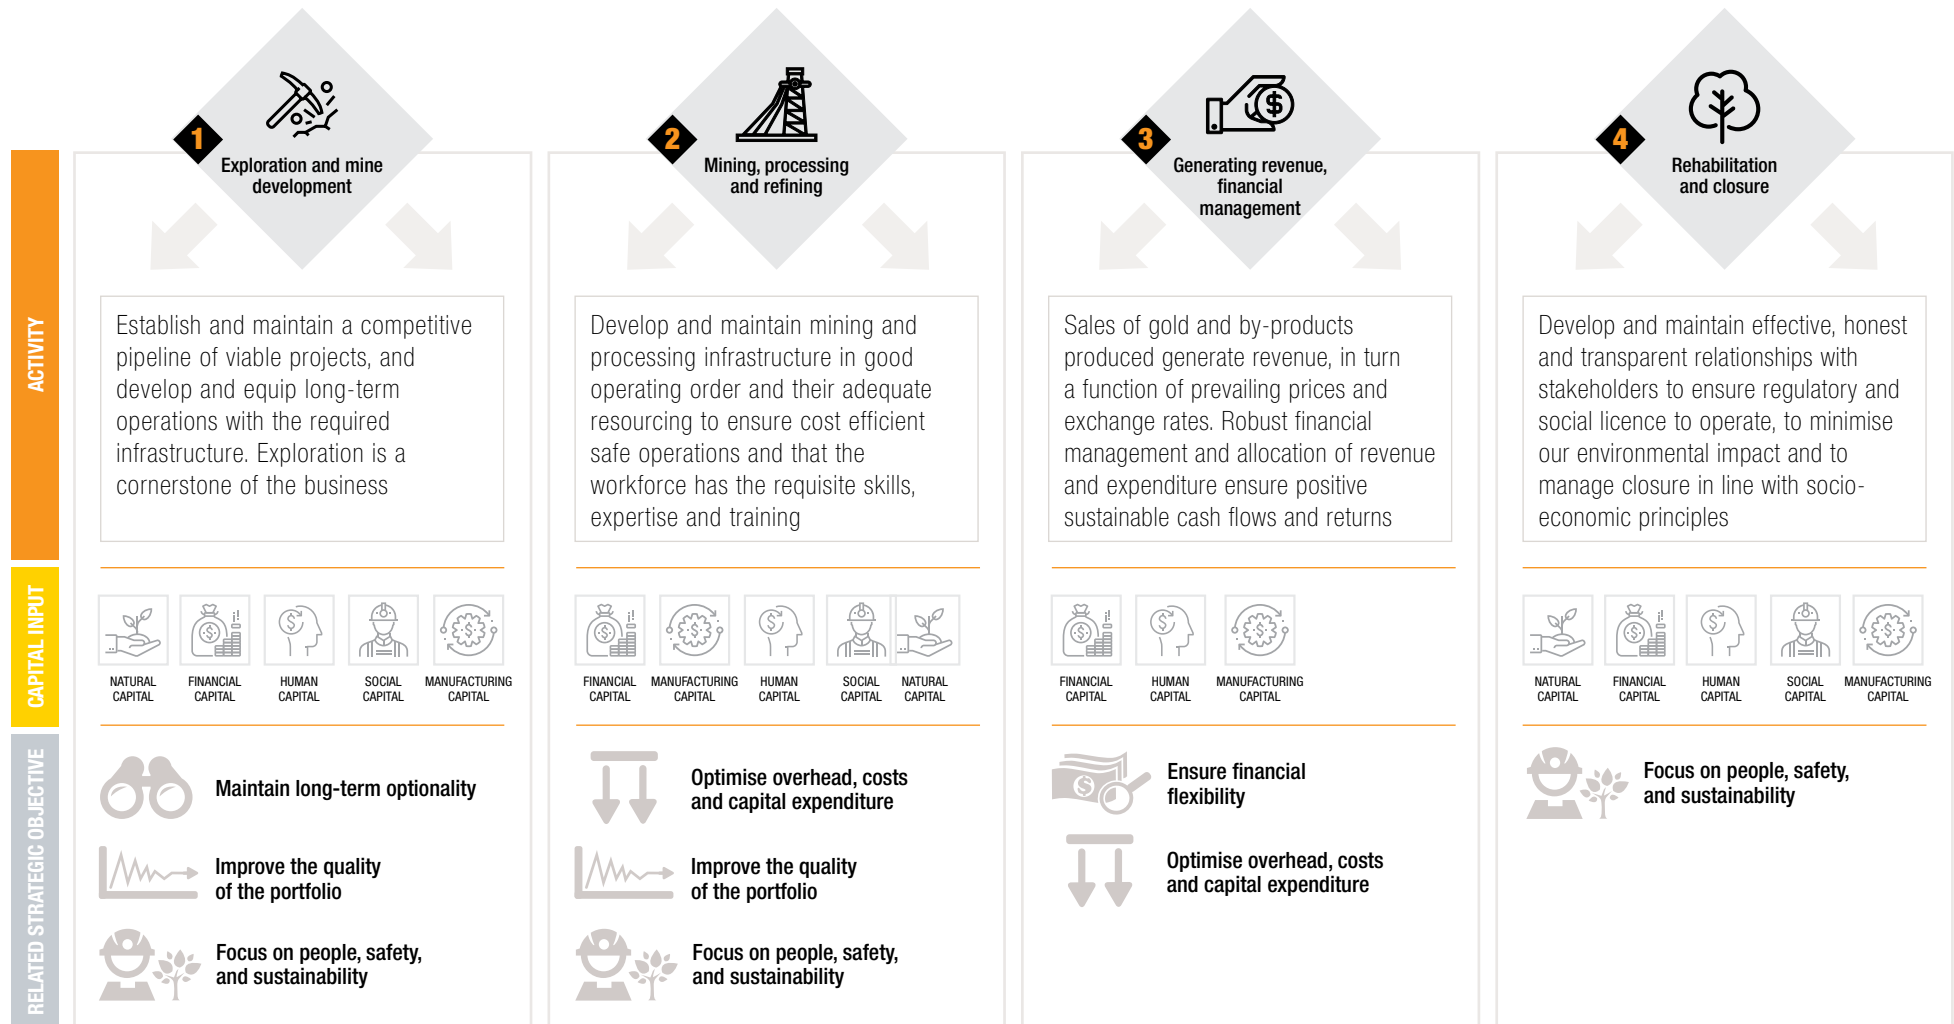 ACTIVITY
CAPITAL INPUT
RELATED STRATEGIC OBJECTIVE
1
Exploration and mine
development
Establish and maintain a competitive
pipeline of viable projects, and
develop and equip long-term
operations with the required
infrastructure. Exploration is a
cornerstone of the business
NATURAL
CAPITAL
FINANCIAL
CAPITAL
HUMAN
CAPITAL
SOCIAL
CAPITAL
MANUFACTURING
CAPITAL
Maintain long-term optionality
Improve the quality
of the portfolio
Focus on people, safety,
and sustainability
2
Mining, processing
and refining
Develop and maintain mining and
processing infrastructure in good
operating order and their adequate
resourcing to ensure cost efficient
safe operations and that the
workforce has the requisite skills,
expertise and training
FINANCIAL
CAPITAL
MANUFACTURING
CAPITAL
HUMAN
CAPITAL
SOCIAL
CAPITAL
NATURAL
CAPITAL
Optimise overhead, costs
and capital expenditure
Improve the quality
of the portfolio
Focus on people, safety,
and sustainability
3
Generating revenue,
financial
management
Sales of gold and by-products
produced generate revenue, in turn
a function of prevailing prices and
exchange rates. Robust financial
management and allocation of revenue
and expenditure ensure positive
sustainable cash flows and returns
FINANCIAL
CAPITAL
HUMAN
CAPITAL
MANUFACTURING
CAPITAL
Ensure financial
flexibility
Optimise overhead, costs
and capital expenditure
4
Rehabilitation
and closure
Develop and maintain effective, honest
and transparent relationships with
stakeholders to ensure regulatory and
social licence to operate, to minimise
our environmental impact and to
manage closure in line with socio-
economic principles
NATURAL
CAPITAL
FINANCIAL
CAPITAL
HUMAN
CAPITAL
SOCIAL
CAPITAL
MANUFACTURING
CAPITAL
Focus on people, safety,
and sustainability